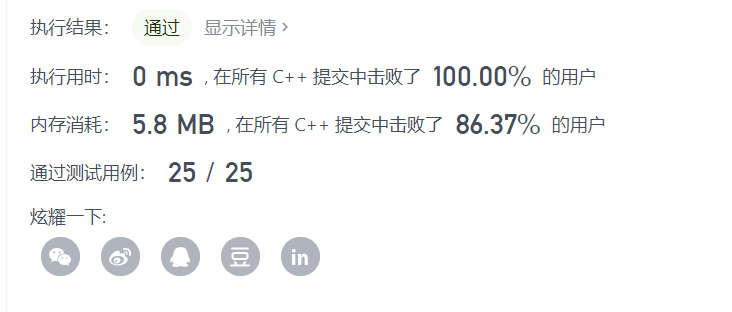 执行结果： 通过 显示详情 >
执行用时： 0 ms , 在所有 C++ 提交中击败了 100.00% 的用户
内存消耗： 5.8 MB , 在所有 C++ 提交中击败了 86.37% 的用户
通过测试用例： 25 / 25
炫耀一下:
豆 in